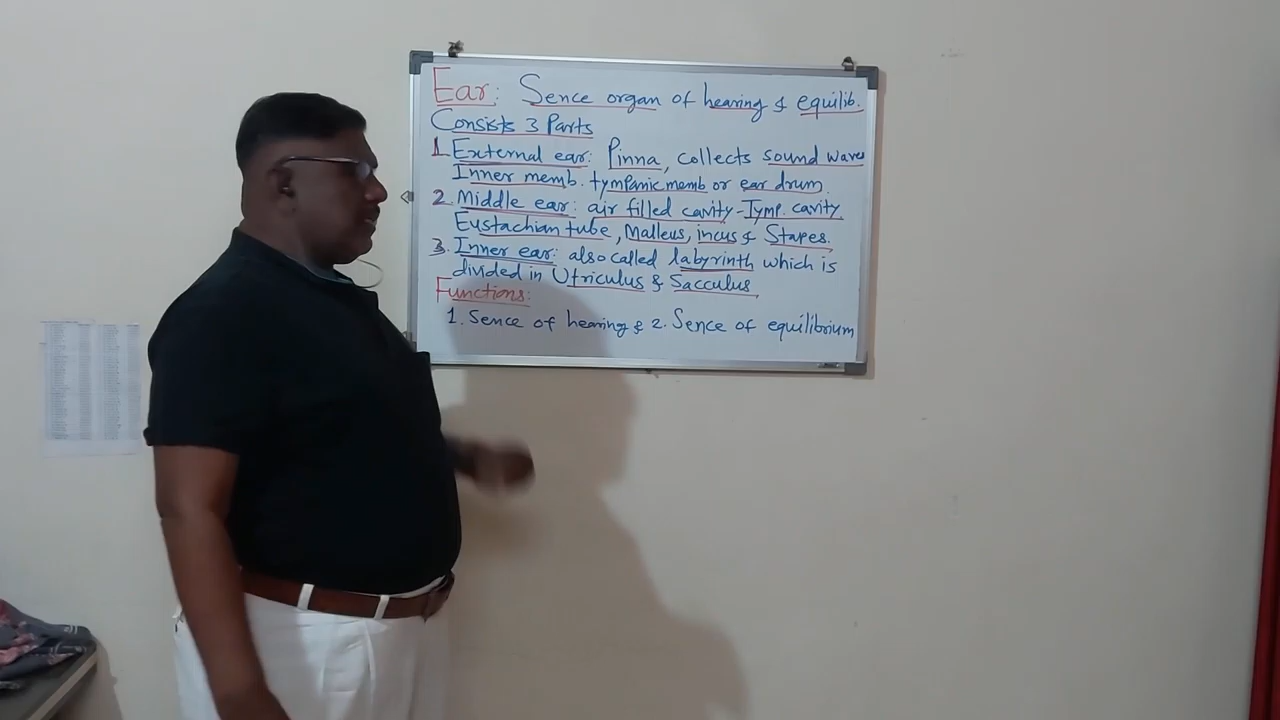 Ear: Sence organ of hearing & equilib.
Consists 3 Parts
1. External ear: Pinna, collects sound waves
Inner memb. tympanic memb or ear drum.
2. Middle ear: air filled cavity-Tymp. cavity
Eustachian tube, Malleus, incus & Stapes.
3. Inner ear: also called labyrinth which is
divided in Utriculus & Sacculus,
Functions:
1. Sence of hearing & 2. Sence of equilibrium